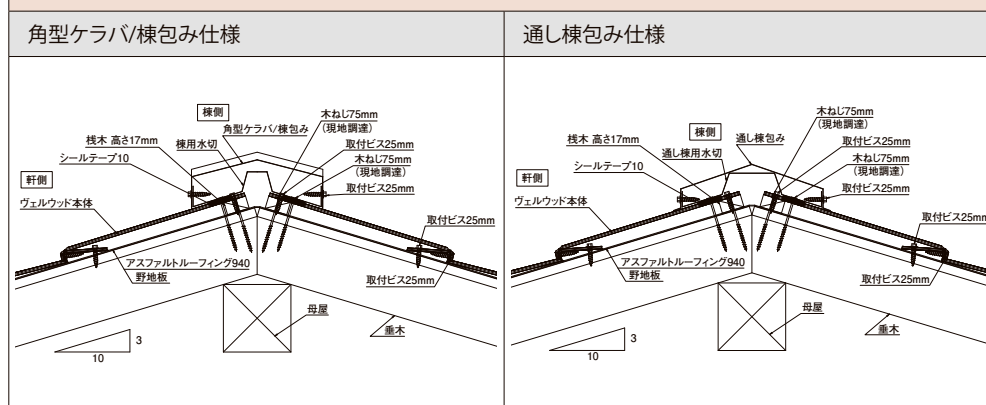 角型ケラバ/棟包み仕様
棟側
角型ケラバ/棟包み
棟用水切
桟木 高さ17mm
シールテープ10
軒側
ヴェルウッド本体
木ねじ75mm
(現地調達)
取付ビス25mm
木ねじ75mm
(現地調達)
取付ビス25mm
取付ビス25mm
アスファルトルーフィング940
野地板
取付ビス25mm
母屋
垂木
3
10
通し棟包み仕様
棟側
通し棟包み
通し棟用水切
桟木 高さ17mm
シールテープ10
軒側
ヴェルウッド本体
木ねじ75mm
(現地調達)
取付ビス25mm
木ねじ75mm
(現地調達)
取付ビス25mm
取付ビス25mm
アスファルトルーフィング940
野地板
取付ビス25mm
母屋
垂木
3
10